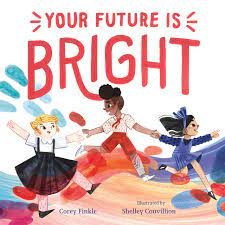 YOUR FUTURE IS
BRIGHT
Corey Finkle
Illustrated by
Shelley Couvillion